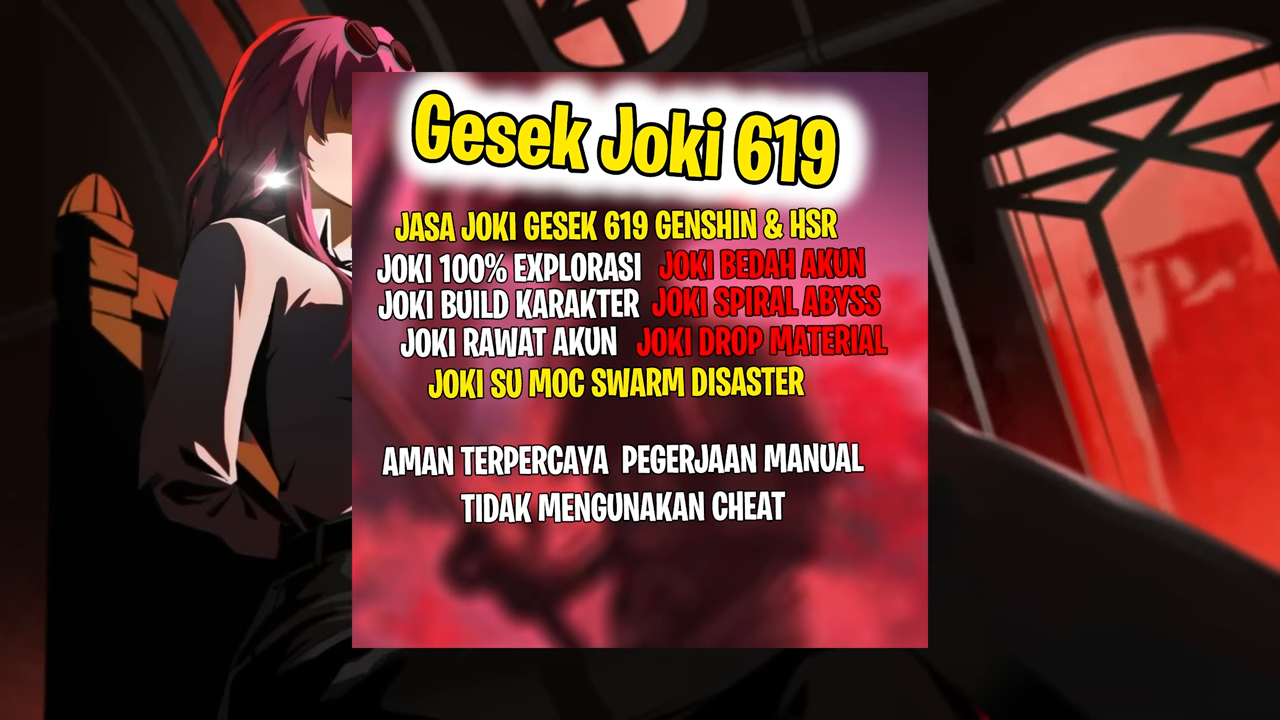 Gesek Joki 619
JASA JOKI GESEK 619 GENSHIN & HSR
JOKI 100% EXPLORASI JOKI BEDAH AKUN
JOKI BUILD KARAKTER JOKI SPIRAL ABYSS
JOKI RAWAT AKUN JOKI DROP MATERIAL
JOKI SU MOC SWARM DISASTER
AMAN TERPERCAYA PEGERJAAN MANUAL
TIDAK MENGUNAKAN CHEAT